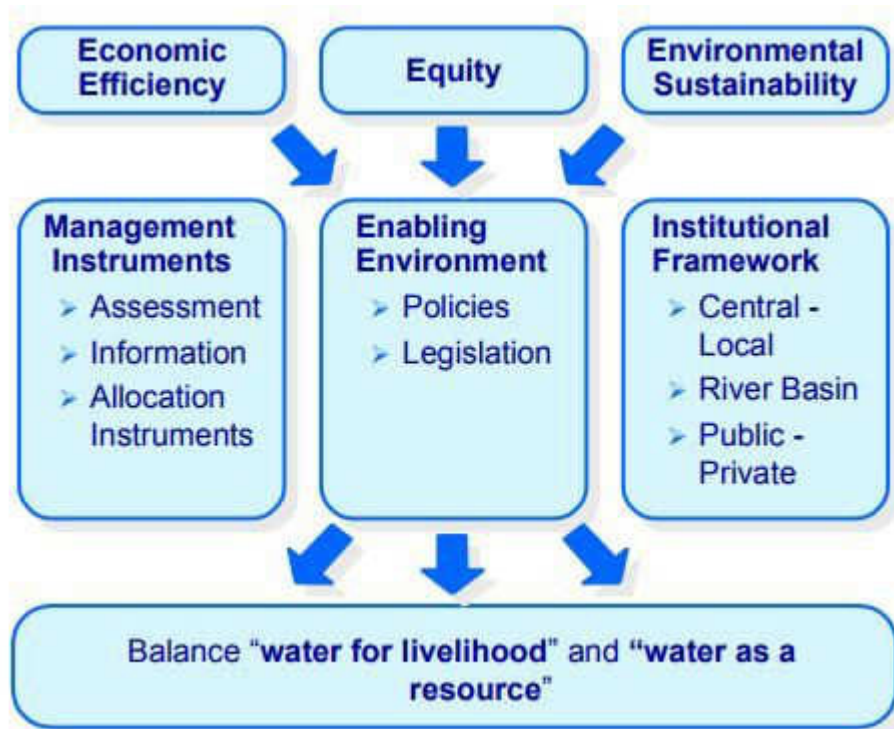 Economic
Efficiency
Equity
Environmental
Sustainability
Management
Instruments
➢ Assessment
➢ Information
➢ Allocation
Instruments
Enabling
Environment
➢ Policies
➢ Legislation
Institutional
Framework
➢ Central -
Local
➢ River Basin
➢ Public -
Private
Balance “water for livelihood” and “water as a
resource”